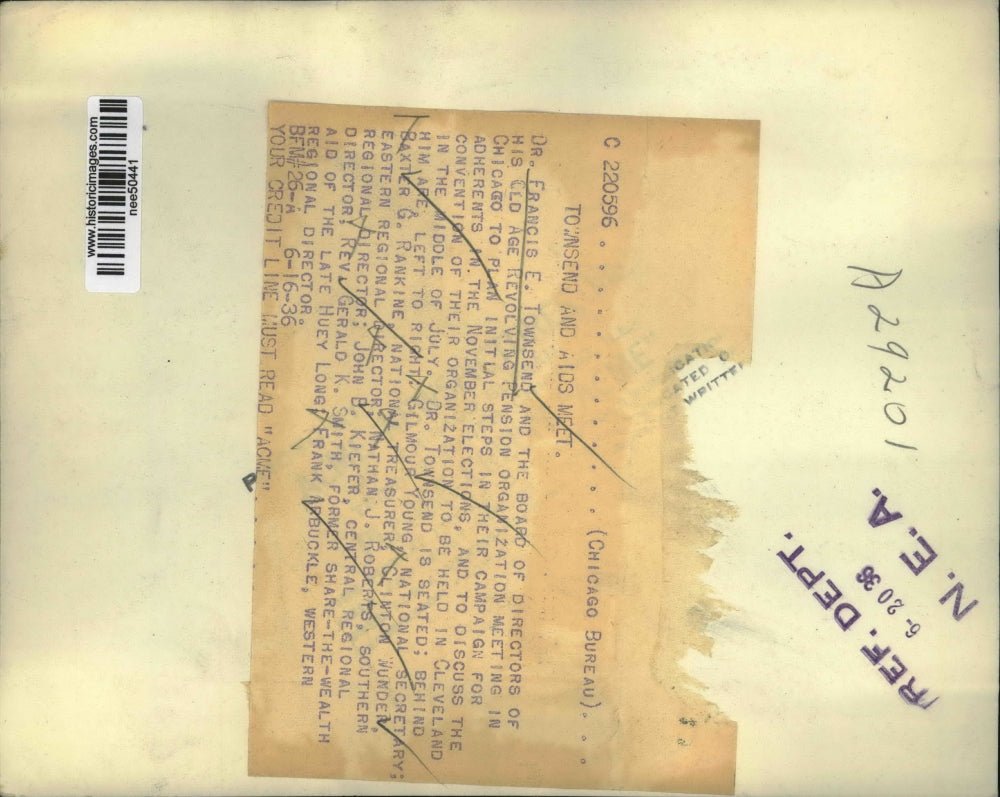 A 29201
REF. DEPT.
6-20 36
N. E. A.
C 220596 . . . . . . . . . . . . (CHICAGO BUREAU). . .
TOWNSEND AND AIDS MEET.
DR. FRANCIS E. TOWNSEND AND THE BOARD OF DIRECTORS OF
HIS OLD AGE REVOLVING PENSION ORGANIZATION MEETING IN
CHICAGO TO PLAN INITIAL STEPS IN THEIR CAMPAIGN FOR
ADHERENTS IN THE NOVEMBER ELECTIONS, AND TO DISCUSS THE
CONVENTION OF THEIR ORGANIZATION TO BE HELD IN CLEVELAND
IN THE MIDDLE OF JULY. DR. TOWNSEND IS SEATED; BEHIND
HIM ARE, LEFT TO RIGHT: GILMOUR YOUNG, NATIONAL SECRETARY;
BAXTER G. RANKINE, NATIONAL TREASURER; CLINTON WUNDER,
EASTERN REGIONAL DIRECTOR; NATHAN J. ROBERTS, SOUTHERN
REGIONAL DIRECTOR; JOHN B. KIEFER, CENTRAL REGIONAL
DIRECTOR; REV. GERALD K. SMITH, FORMER SHARE-THE-WEALTH
AID OF THE LATE HUEY LONG; FRANK ARBUCKLE, WESTERN
REGIONAL DIRECTOR.
BFM#26-A 6-16-36
YOUR CREDIT LINE MUST READ "ACME"
www.historicimages.com
nee50441